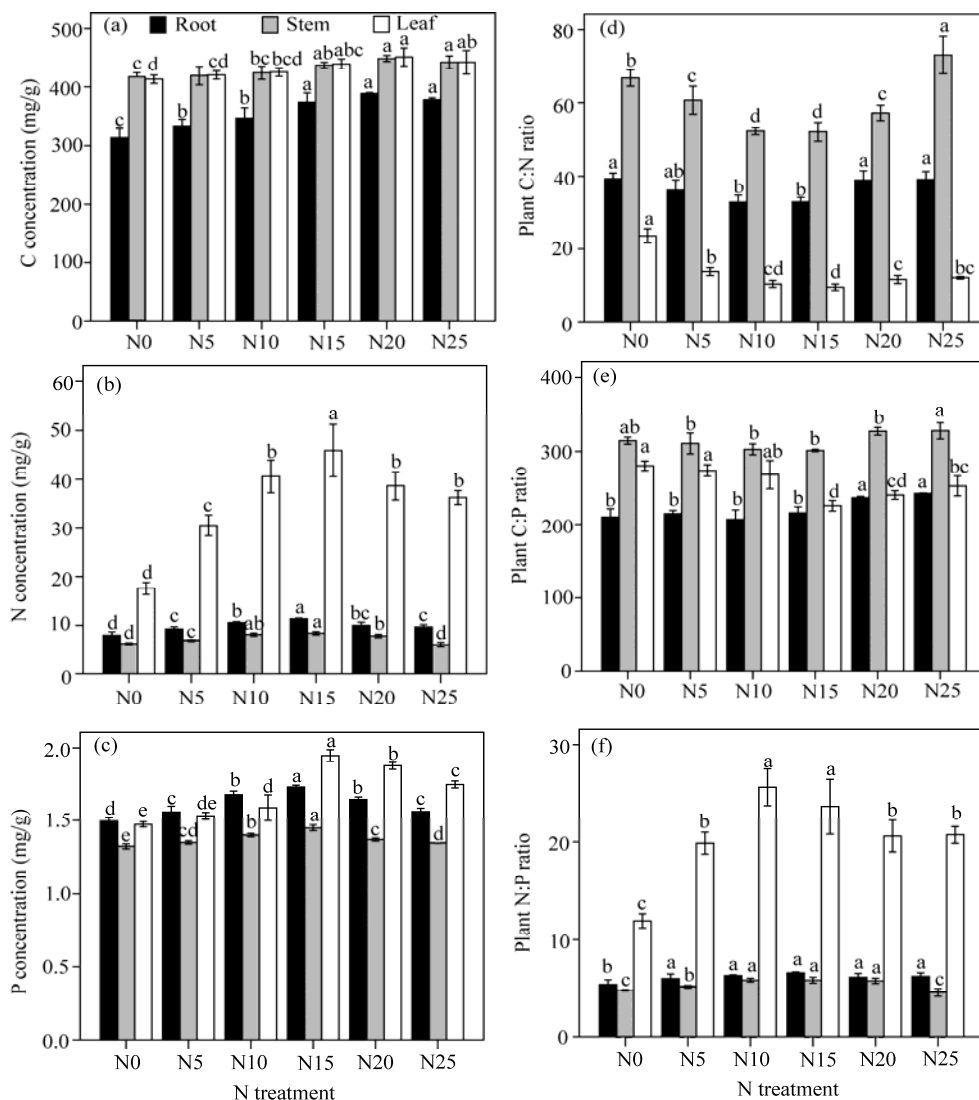 (a) Root Stem Leaf
C concentration (mg/g)
500
400
300
200
100
0
c c d
b c cd
b bc bcd
a ab abc
a a a
a a ab
N0 N5 N10 N15 N20 N25
(d)
Plant C:N ratio
80
60
40
20
0
a b a
ab c b
b d cd
b d d
a c c
a a bc
N0 N5 N10 N15 N20 N25
(b)
N concentration (mg/g)
60
50
40
30
20
10
0
d d d
c c c
b ab b
a a a
bc b b
c d b
N0 N5 N10 N15 N20 N25
(e)
Plant C:P ratio
400
300
200
100
0
b ab a
b b a
b b ab
b b d
a b cd
a a bc
N0 N5 N10 N15 N20 N25
(c)
P concentration (mg/g)
2.0
1.5
1.0
0.5
0.0
d e e
c cd de
b b d
a a a
b c b
c d c
N0 N5 N10 N15 N20 N25
N treatment
(f)
Plant N:P ratio
30
20
10
0
b c c
a b b
a a a
a a a
a a b
a c b
N0 N5 N10 N15 N20 N25
N treatment